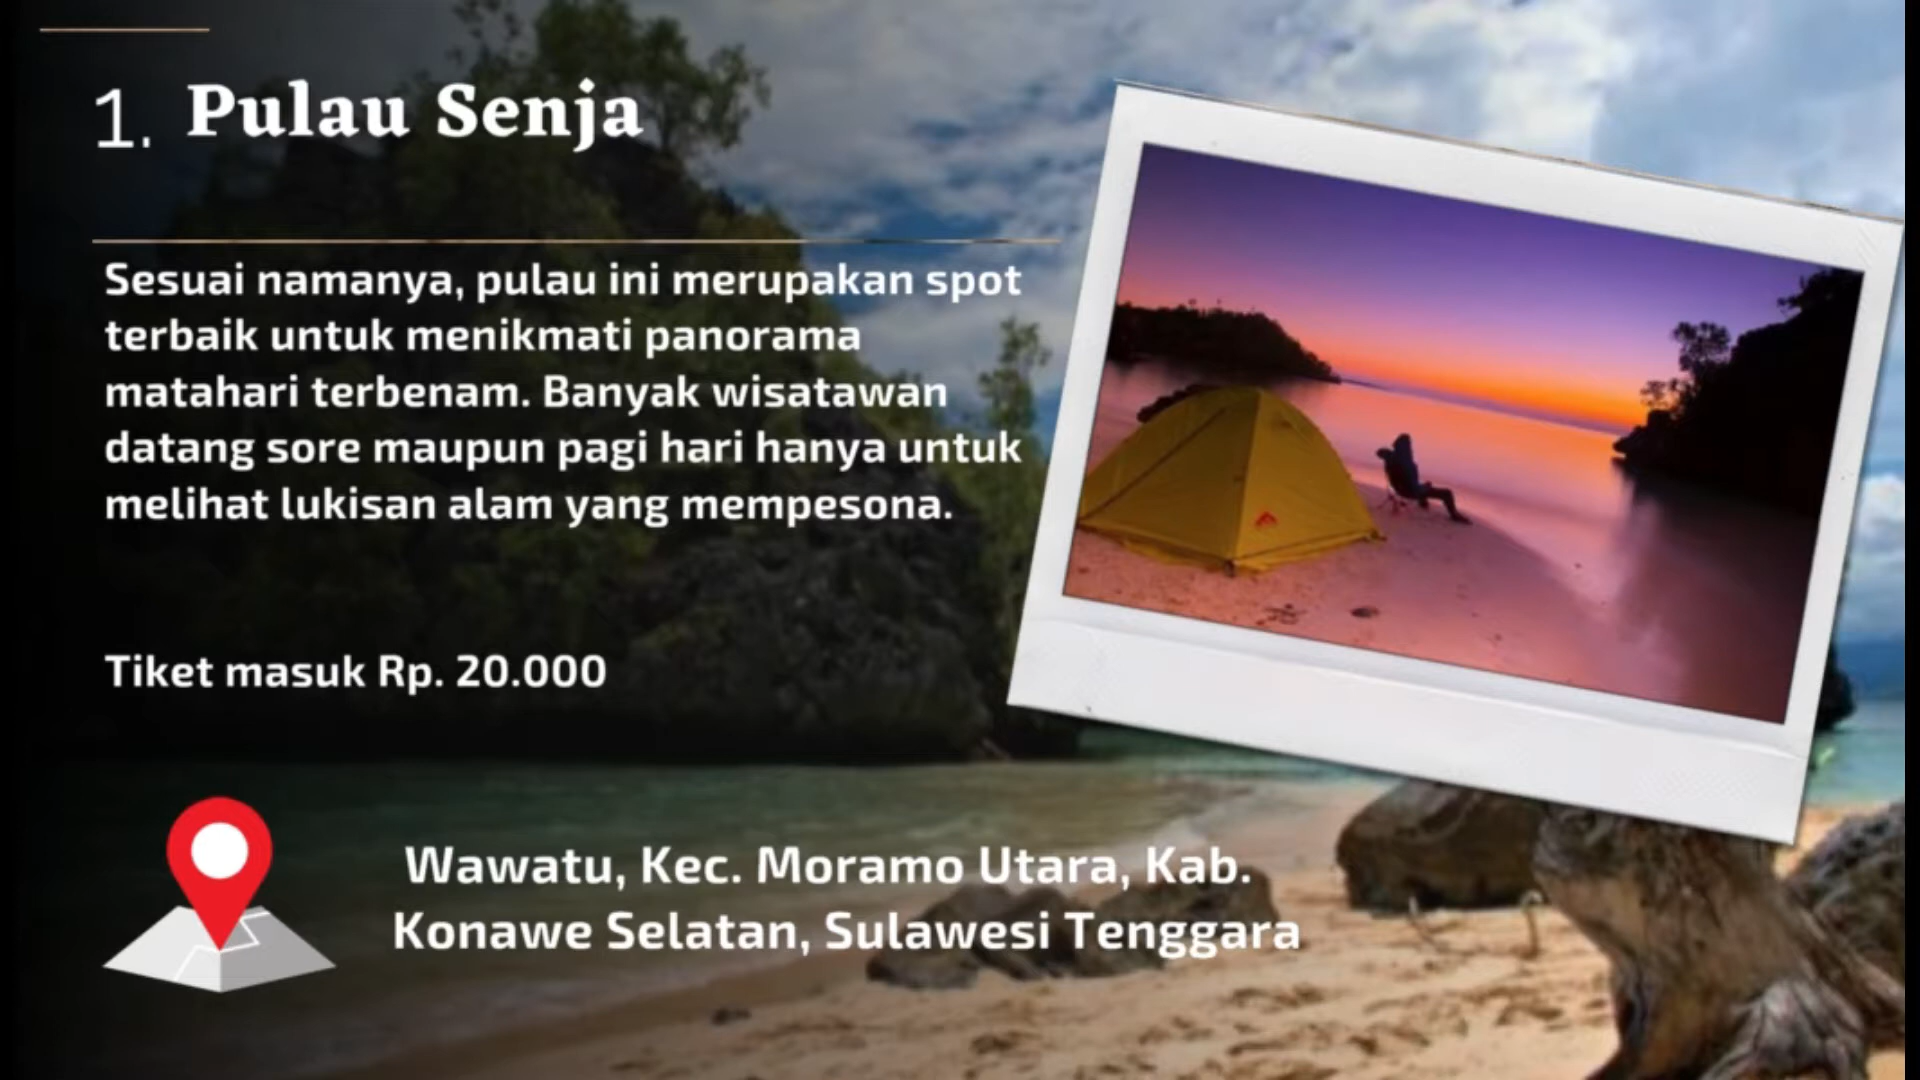 1. Pulau Senja
Sesuai namanya, pulau ini merupakan spot
terbaik untuk menikmati panorama
matahari terbenam. Banyak wisatawan
datang sore maupun pagi hari hanya untuk
melihat lukisan alam yang mempesona.
Tiket masuk Rp. 20.000
Wawatu, Kec. Moramo Utara, Kab.
Konawe Selatan, Sulawesi Tenggara